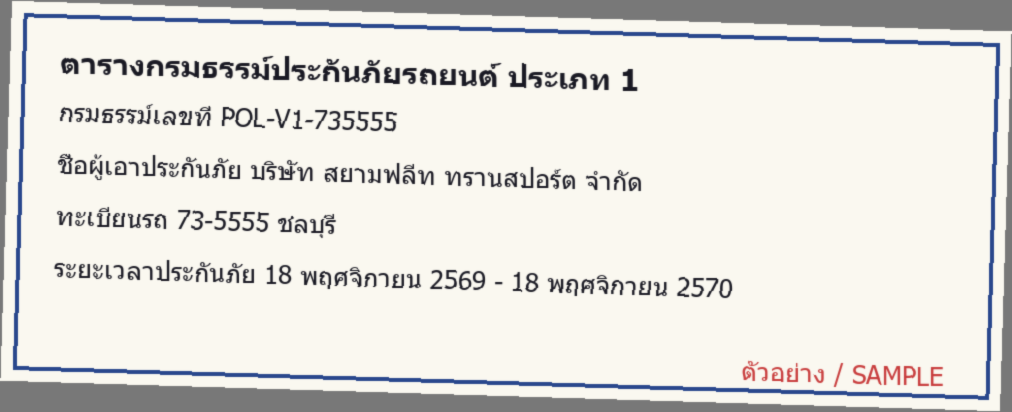 ตารางกรมธรรม์ประกันภัยรถยนต์ ประเภท 1
กรมธรรม์เลขที่ POL-V1-735555
ชื่อผู้เอาประกันภัย บริษัท สยามฟลีท ทรานสปอร์ต จำกัด
ทะเบียนรถ 73-5555 ชลบุรี
ระยะเวลาประกันภัย 18 พฤศจิกายน 2569 - 18 พฤศจิกายน 2570
ตัวอย่าง / SAMPLE